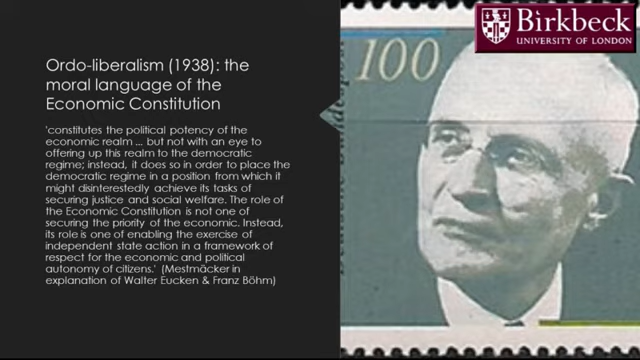 Ordo-liberalism (1938): the
moral language of the
Economic Constitution
'constitutes the political potency of the
economic realm ... but not with an eye to
offering up this realm to the democratic
regime; instead, it does so in order to place the
democratic regime in a position from which it
might disinterestedly achieve its tasks of
securing justice and social welfare. The role of
the Economic Constitution is not one of
securing the priority of the economic. Instead,
its role is one of enabling the exercise of
independent state action in a framework of
respect for the economic and political
autonomy of citizens.' (Mestmäcker in
explanation of Walter Eucken & Franz Böhm)
100
Birkbeck
UNIVERSITY OF LONDON